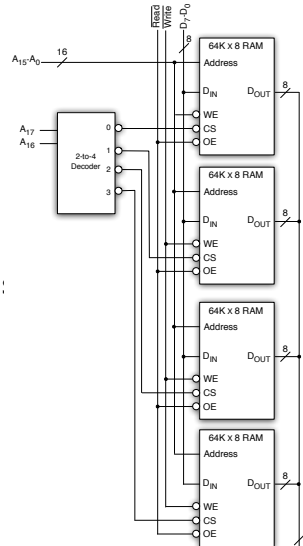 Read
Write
D7-D0
8
A15-A0
16
64K x 8 RAM
Address
DIN
DOUT
8
WE
CS
OE
A17
A16
2-to-4
Decoder
0
1
2
3
64K x 8 RAM
Address
DIN
DOUT
8
WE
CS
OE
64K x 8 RAM
Address
DIN
DOUT
8
WE
CS
OE
64K x 8 RAM
Address
DIN
DOUT
8
WE
CS
OE